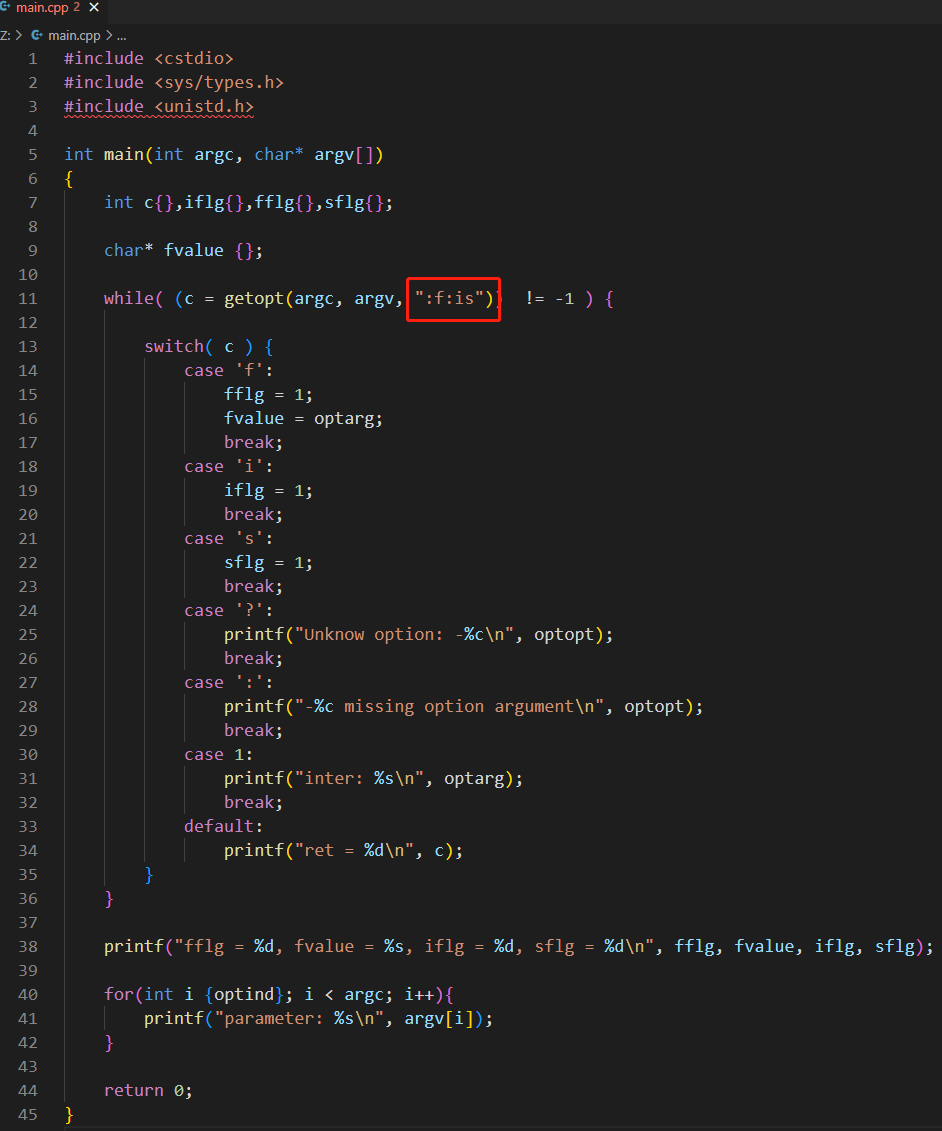 main.cpp 2 ×
Z: > main.cpp > ...
1 #include <cstdio>
2 #include <sys/types.h>
3 #include <unistd.h>
4
5 int main(int argc, char* argv[])
6 {
7 int c{},iflg{},fflg{},sflg{};
8
9 char* fvalue {};
10
11 while( (c = getopt(argc, argv, ":f:is")) != -1 ) {
12
13 switch( c ) {
14 case 'f':
15 fflg = 1;
16 fvalue = optarg;
17 break;
18 case 'i':
19 iflg = 1;
20 break;
21 case 's':
22 sflg = 1;
23 break;
24 case '?':
25 printf("Unknow option: -%c\n", optopt);
26 break;
27 case ':':
28 printf("-%c missing option argument\n", optopt);
29 break;
30 case 1:
31 printf("inter: %s\n", optarg);
32 break;
33 default:
34 printf("ret = %d\n", c);
35 }
36 }
37
38 printf("fflg = %d, fvalue = %s, iflg = %d, sflg = %d\n", fflg, fvalue, iflg, sflg);
39
40 for(int i {optind}; i < argc; i++){
41 printf("parameter: %s\n", argv[i]);
42 }
43
44 return 0;
45 }